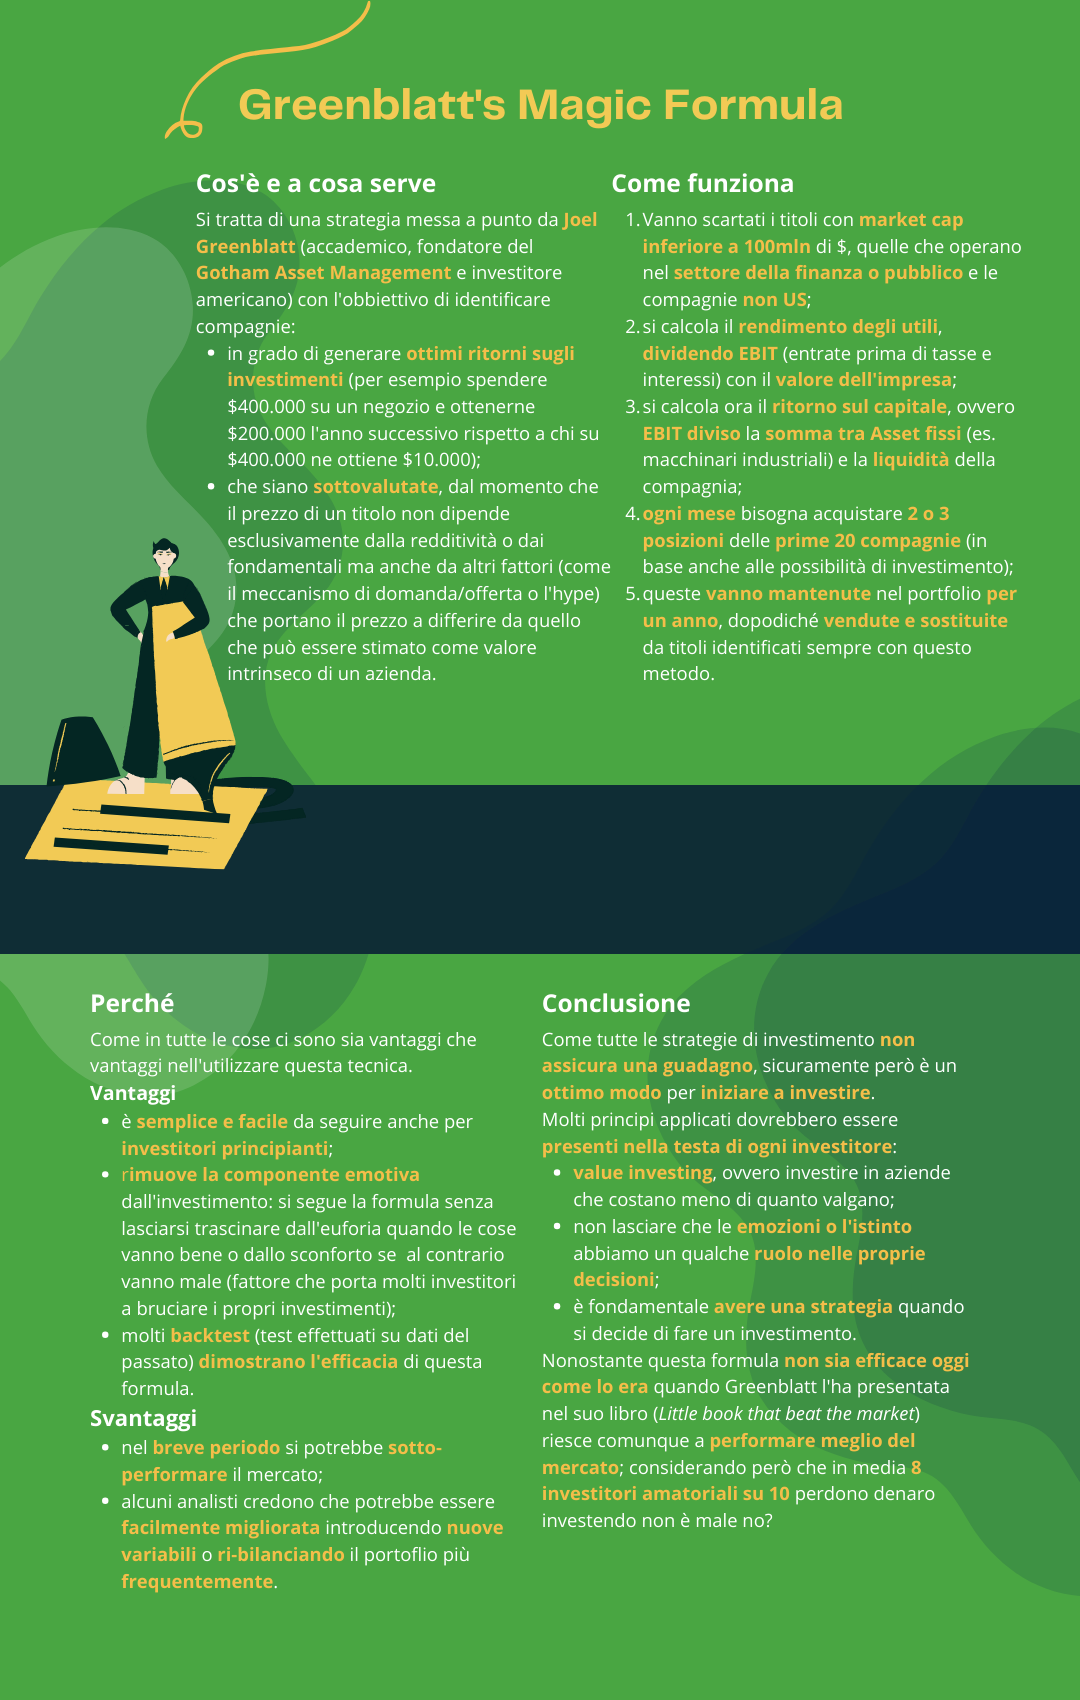 Greenblatt's Magic Formula
Cos'è e a cosa serve
Si tratta di una strategia messa a punto da Joel
Greenblatt (accademico, fondatore del
Gotham Asset Management e investitore
americano) con l'obbiettivo di identificare
compagnie:
• in grado di generare ottimi ritorni sugli
investimenti (per esempio spendere
$400.000 su un negozio e ottenerne
$200.000 l'anno successivo rispetto a chi su
$400.000 ne ottiene $10.000);
• che siano sottovalutate, dal momento che
il prezzo di un titolo non dipende
esclusivamente dalla redditività o dai
fondamentali ma anche da altri fattori (come
il meccanismo di domanda/offerta o l'hype)
che portano il prezzo a differire da quello
che può essere stimato come valore
intrinseco di un azienda.
Come funziona
1. Vanno scartati i titoli con market cap
inferiore a 100mln di $, quelle che operano
nel settore della finanza o pubblico e le
compagnie non US;
2. si calcola il rendimento degli utili,
dividendo EBIT (entrate prima di tasse e
interessi) con il valore dell'impresa;
3. si calcola ora il ritorno sul capitale, ovvero
EBIT diviso la somma tra Asset fissi (es.
macchinari industriali) e la liquidità della
compagnia;
4. ogni mese bisogna acquistare 2 o 3
posizioni delle prime 20 compagnie (in
base anche alle possibilità di investimento);
5. queste vanno mantenute nel portfolio per
un anno, dopodiché vendute e sostituite
da titoli identificati sempre con questo
metodo.
Perché
Come in tutte le cose ci sono sia vantaggi che
vantaggi nell'utilizzare questa tecnica.
Vantaggi
• è semplice e facile da seguire anche per
investitori principianti;
• rimuove la componente emotiva
dall'investimento: si segue la formula senza
lasciarsi trascinare dall'euforia quando le cose
vanno bene o dallo sconforto se al contrario
vanno male (fattore che porta molti investitori
a bruciare i propri investimenti);
• molti backtest (test effettuati su dati del
passato) dimostrano l'efficacia di questa
formula.
Svantaggi
• nel breve periodo si potrebbe sotto-
performare il mercato;
• alcuni analisti credono che potrebbe essere
facilmente migliorata introducendo nuove
variabili o ri-bilanciando il portoflio più
frequentemente.
Conclusione
Come tutte le strategie di investimento non
assicura una guadagno, sicuramente però è un
ottimo modo per iniziare a investire.
Molti principi applicati dovrebbero essere
presenti nella testa di ogni investitore:
• value investing, ovvero investire in aziende
che costano meno di quanto valgano;
• non lasciare che le emozioni o l'istinto
abbiamo un qualche ruolo nelle proprie
decisioni;
• è fondamentale avere una strategia quando
si decide di fare un investimento.
Nonostante questa formula non sia efficace oggi
come lo era quando Greenblatt l'ha presentata
nel suo libro (Little book that beat the market)
riesce comunque a performare meglio del
mercato; considerando però che in media 8
investitori amatoriali su 10 perdono denaro
investendo non è male no?